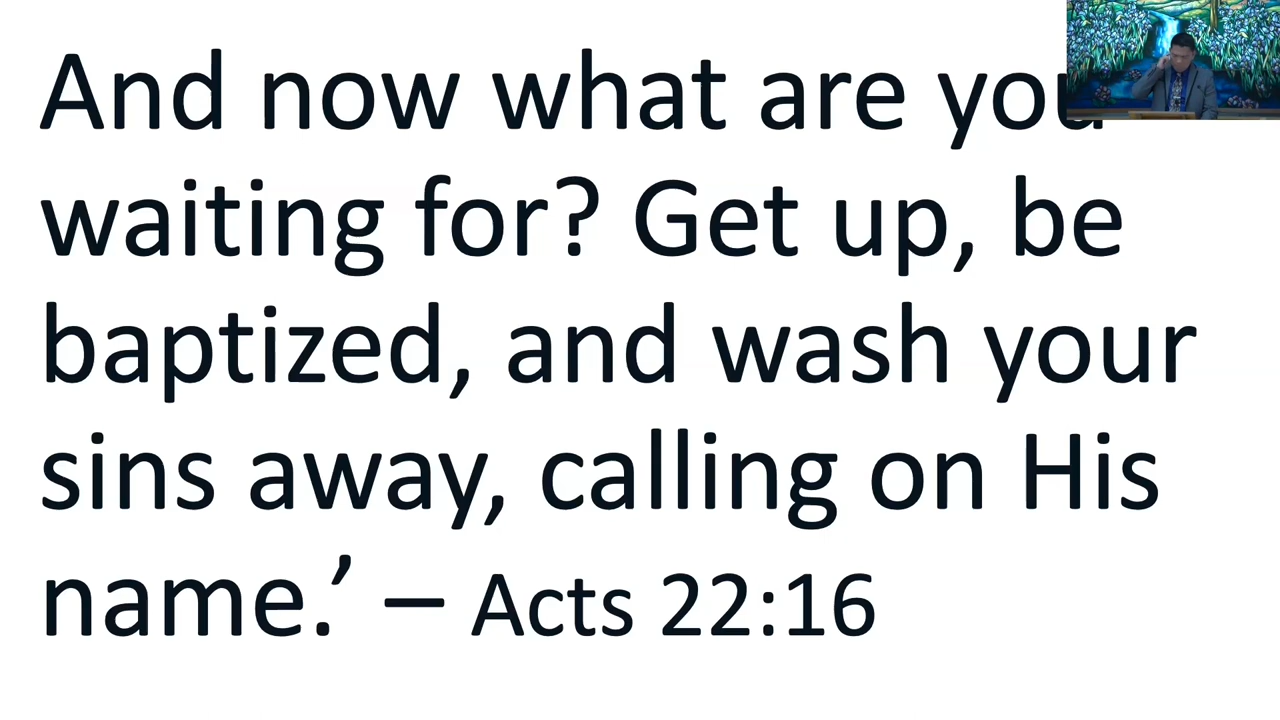 And now what are you
waiting for? Get up, be
baptized, and wash your
sins away, calling on His
name.’ – Acts 22:16